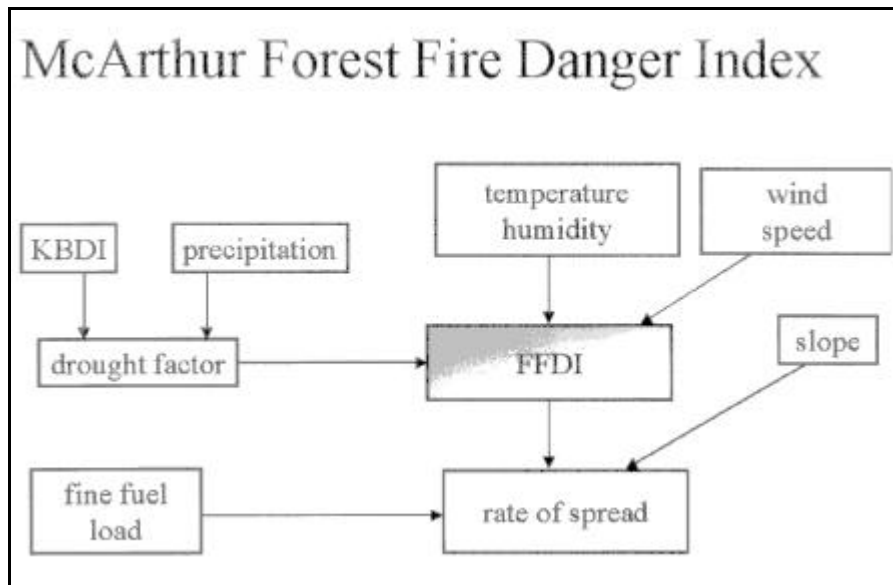 McArthur Forest Fire Danger Index
temperature
humidity
wind
speed
KBDI
precipitation
slope
drought factor
FFDI
fine fuel
load
rate of spread